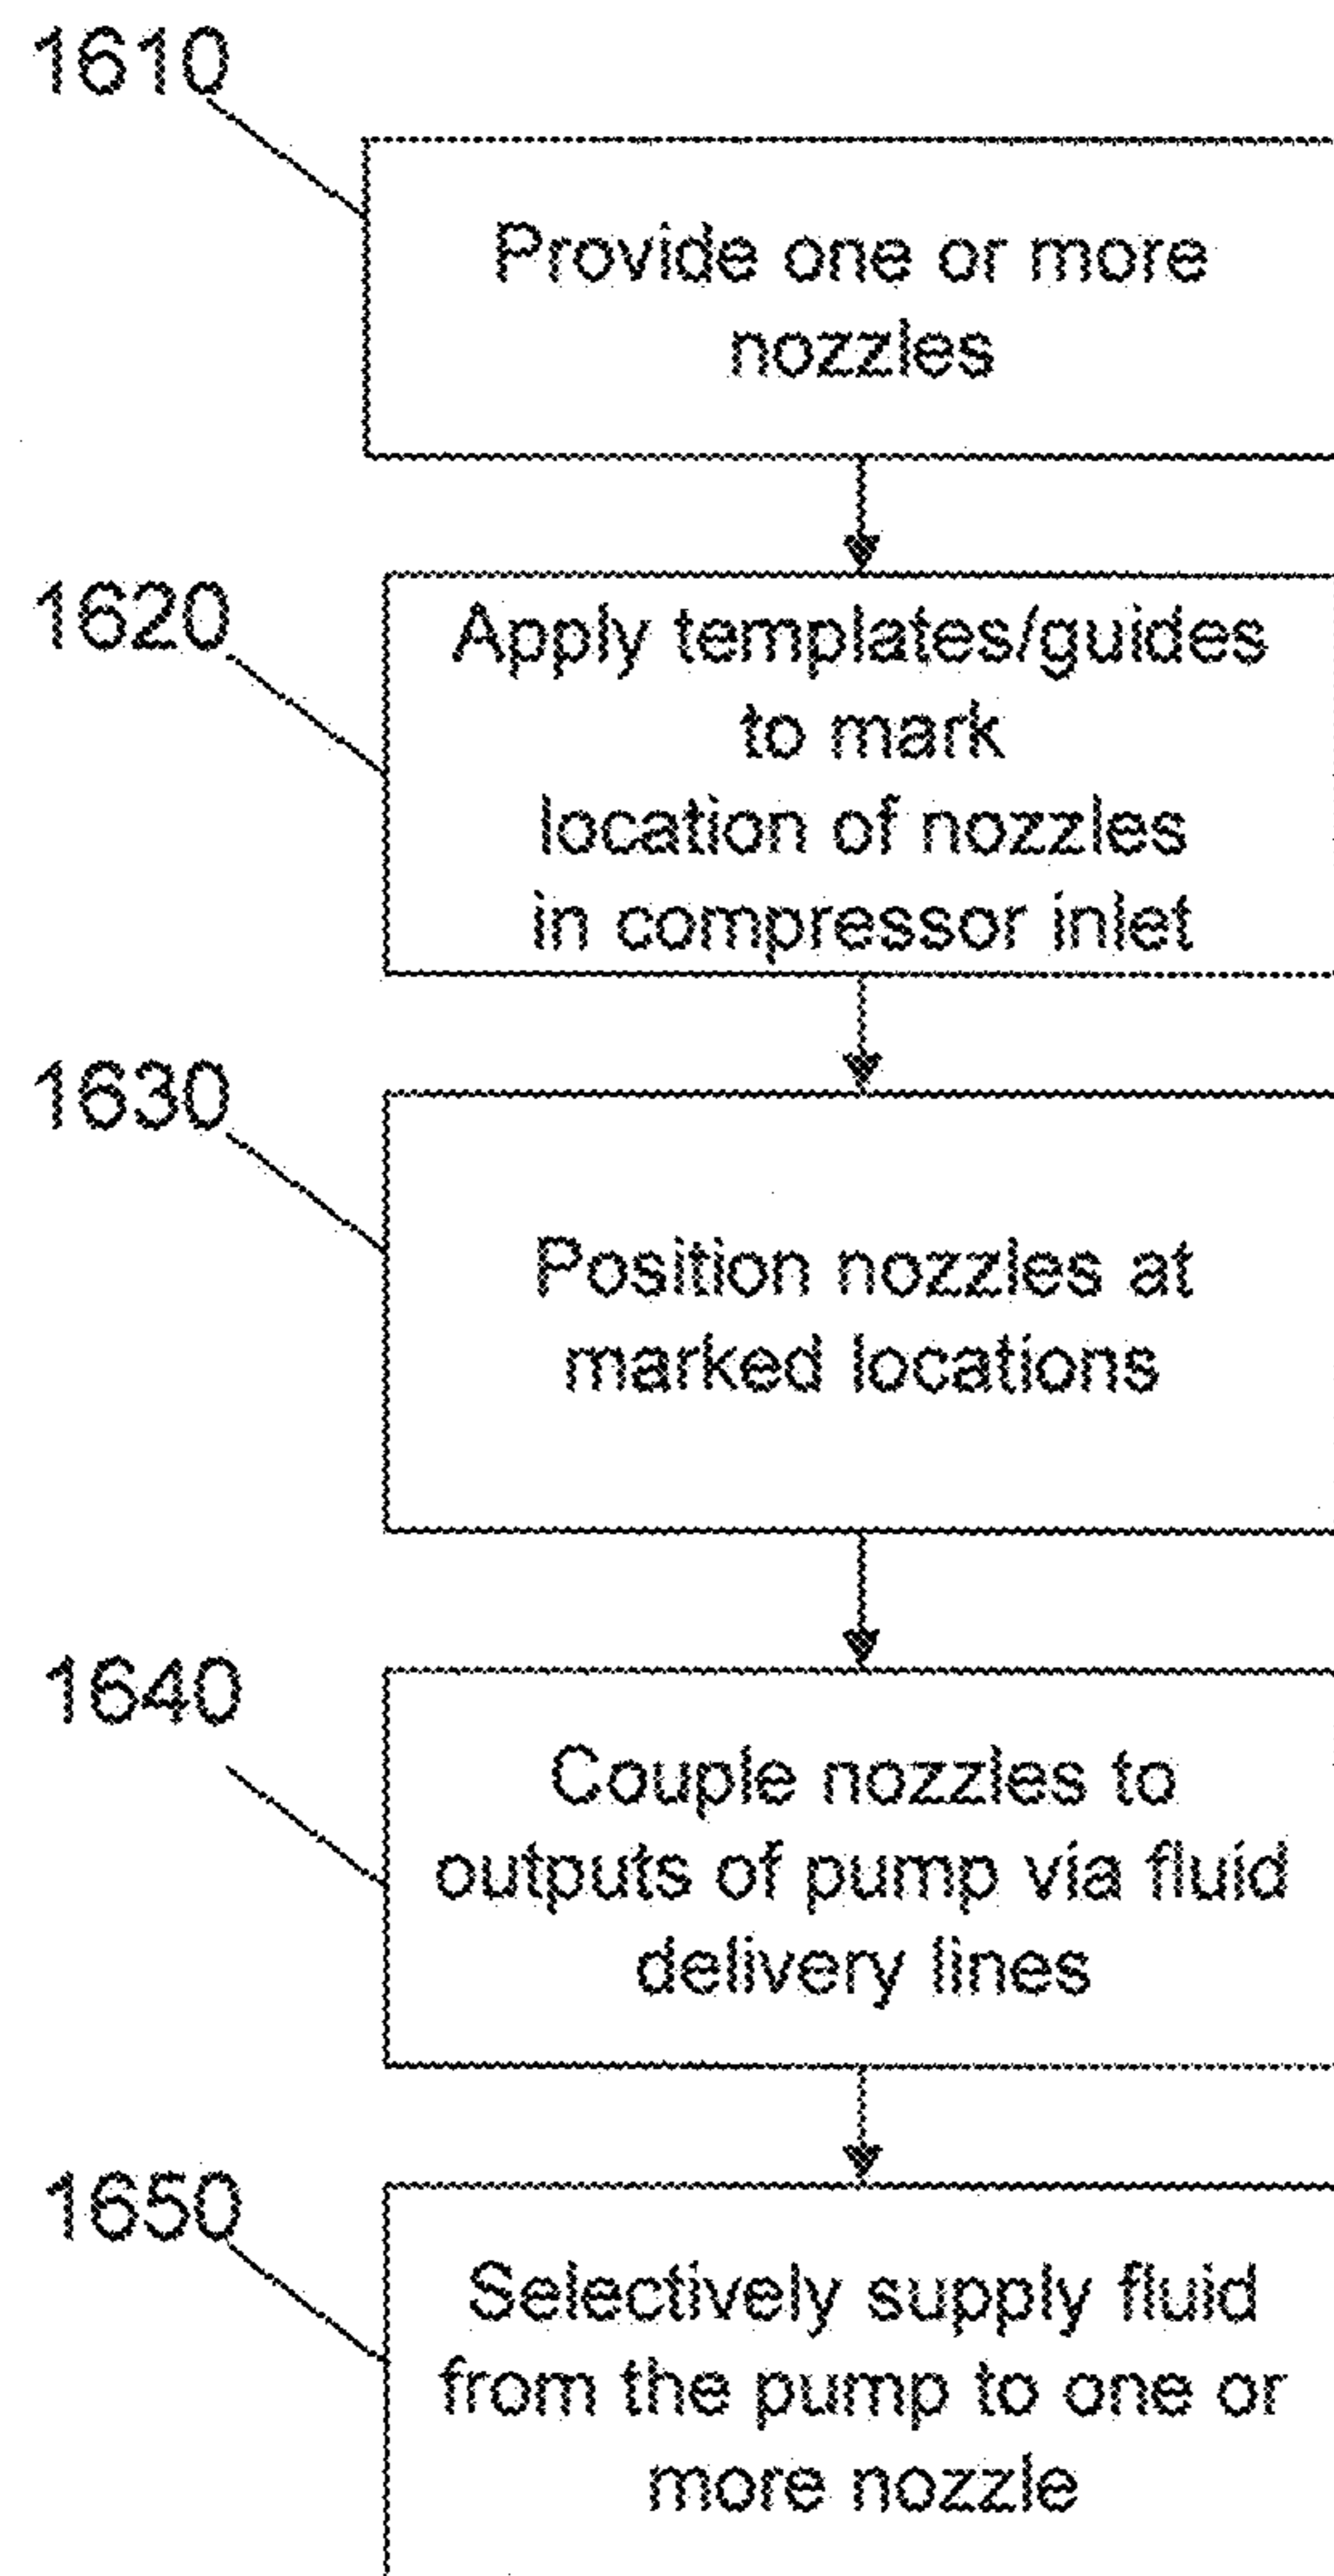 1610
Provide one or more
nozzles
1620
Apply templates/guides
to mark
location of nozzles
in compressor inlet
1630
Position nozzles at
marked locations
1640
Couple nozzles to
outputs of pump via fluid
delivery lines
1650
Selectively supply fluid
from the pump to one or
more nozzle